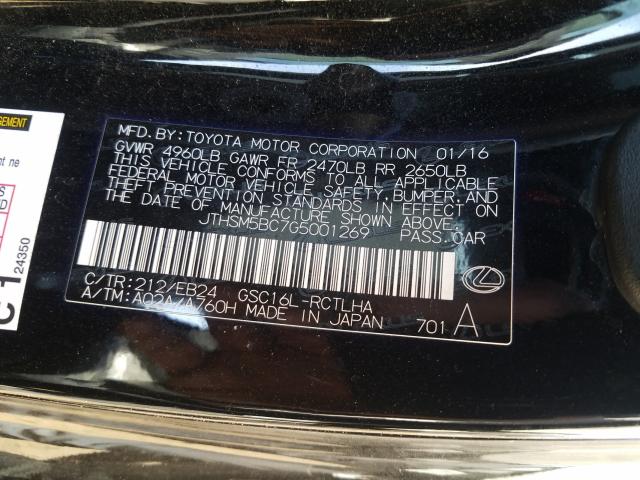 MFD. BY:TOYOTA MOTOR CORPORATION 01/16
GVWR 4960LB GAWR FR 2470LB RR 2650LB
THIS VEHICLE CONFORMS TO ALL APPLICABLE
FEDERAL MOTOR VEHICLE SAFETY,BUMPER,AND
THEFT PREVENTION STANDARDS IN EFFECT ON
THE DATE OF MANUFACTURE SHOWN ABOVE.
JTHSM5BC7G5001269 PASS.CAR
C/TR:212/EB24 GSC16L-RCTLHA
A/TM:A02A/A760H MADE IN JAPAN 701 A
24350